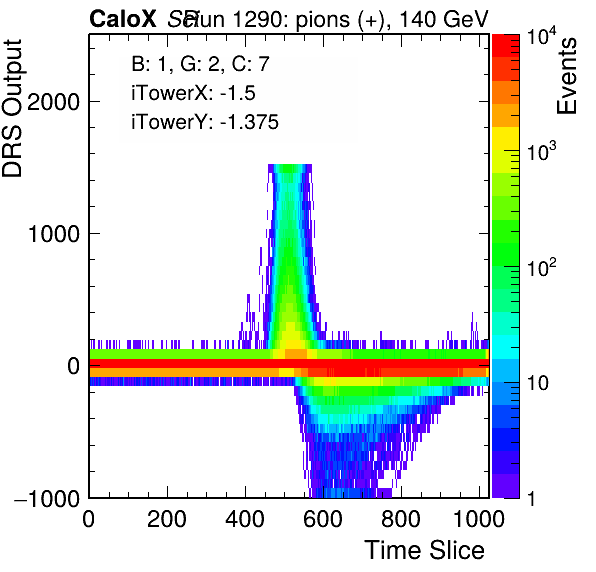 CaloX Run 1290: pions (+), 140 GeV
B: 1, G: 2, C: 7
iTowerX: -1.5
iTowerY: -1.375
DRS Output
2000
1000
0
−1000
0 200 400 600 800 1000
Time Slice
Events
10⁴
10³
10²
10
1